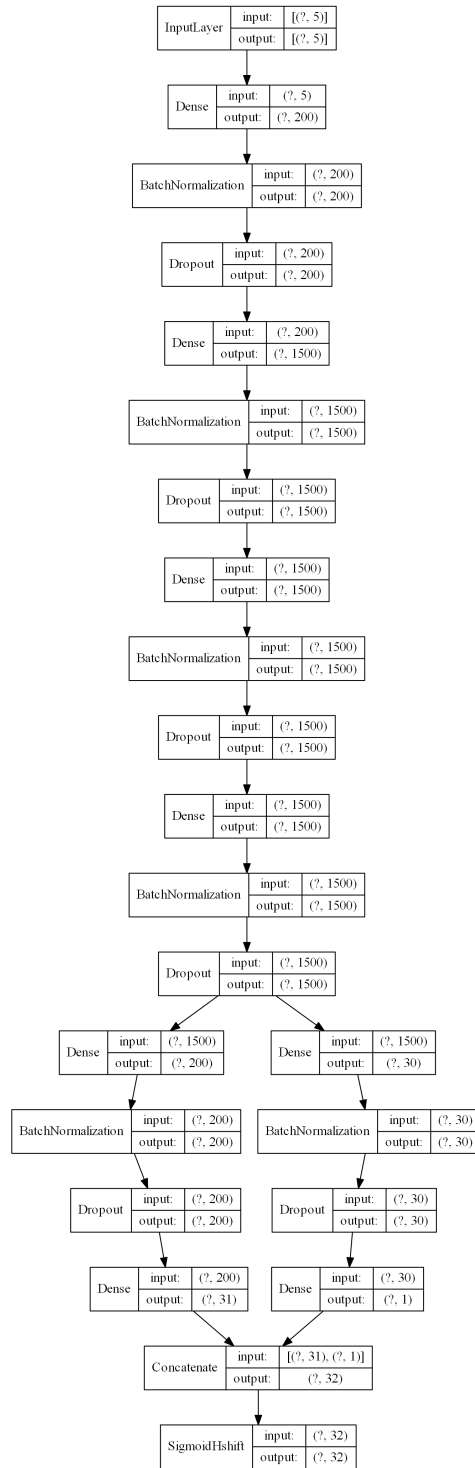 InputLayer
input: [(?, 5)]
output: [(?, 5)]
Dense
input: (?, 5)
output: (?, 200)
BatchNormalization
input: (?, 200)
output: (?, 200)
Dropout
input: (?, 200)
output: (?, 200)
Dense
input: (?, 200)
output: (?, 1500)
BatchNormalization
input: (?, 1500)
output: (?, 1500)
Dropout
input: (?, 1500)
output: (?, 1500)
Dense
input: (?, 1500)
output: (?, 1500)
BatchNormalization
input: (?, 1500)
output: (?, 1500)
Dropout
input: (?, 1500)
output: (?, 1500)
Dense
input: (?, 1500)
output: (?, 1500)
BatchNormalization
input: (?, 1500)
output: (?, 1500)
Dropout
input: (?, 1500)
output: (?, 1500)
Dense
input: (?, 1500)
output: (?, 200)
Dense
input: (?, 1500)
output: (?, 30)
BatchNormalization
input: (?, 200)
output: (?, 200)
BatchNormalization
input: (?, 30)
output: (?, 30)
Dropout
input: (?, 200)
output: (?, 200)
Dropout
input: (?, 30)
output: (?, 30)
Dense
input: (?, 200)
output: (?, 31)
Dense
input: (?, 30)
output: (?, 1)
Concatenate
input: [(?, 31), (?, 1)]
output: (?, 32)
SigmoidHshift
input: (?, 32)
output: (?, 32)